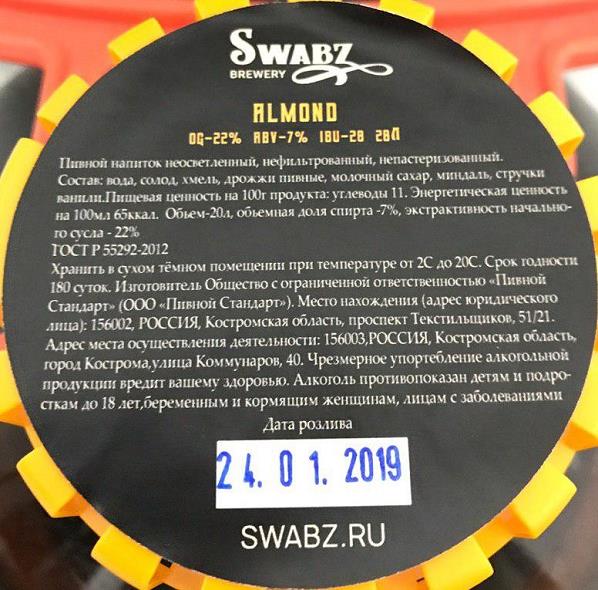 SWABZ
BREWERY
ALMOND
OG-22% ABV-7% IBU-28 20Л
Пивной напиток неосветленный, нефильтрованный, непастеризованный.
Состав: вода, солод, хмель, дрожжи пивные, молочный сахар, миндаль, стручки
ванили.Пищевая ценность на 100г продукта: углеводы 11. Энергетическая ценность
на 100мл 65ккал. Объем-20л, объемная доля спирта -7%, экстрактивность начально-
го сусла - 22%
ГОСТ Р 55292-2012
Хранить в сухом тёмном помещении при температуре от 2С до 20С. Срок годности
180 суток. Изготовитель Общество с ограниченной ответственностью «Пивной
Стандарт» (ООО «Пивной Стандарт»). Место нахождения (адрес юридического
лица): 156002, РОССИЯ, Костромская область, проспект Текстильщиков, 51/21.
Адрес места осуществления деятельности: 156003,РОССИЯ, Костромская область,
город Кострома,улица Коммунаров, 40. Чрезмерное упортебление алкогольной
продукции вредит вашему здоровью. Алкоголь противопоказан детям и подро-
сткам до 18 лет,беременным и кормящим женщинам, лицам с заболеваниями
Дата розлива
24. 01. 2019
SWABZ.RU